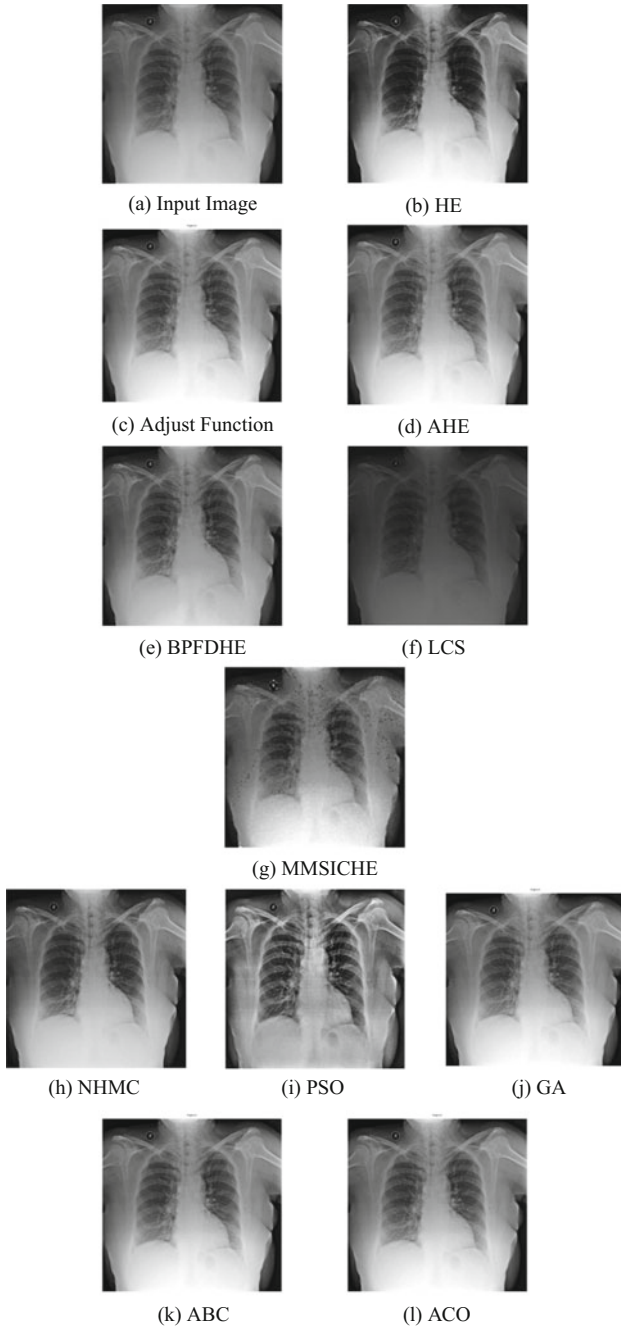 (a) Input Image
(b) HE
(c) Adjust Function
(d) AHE
(e) BPFDHE
(f) LCS
(g) MMSICHE
(h) NHMC
(i) PSO
(j) GA
(k) ABC
(l) ACO